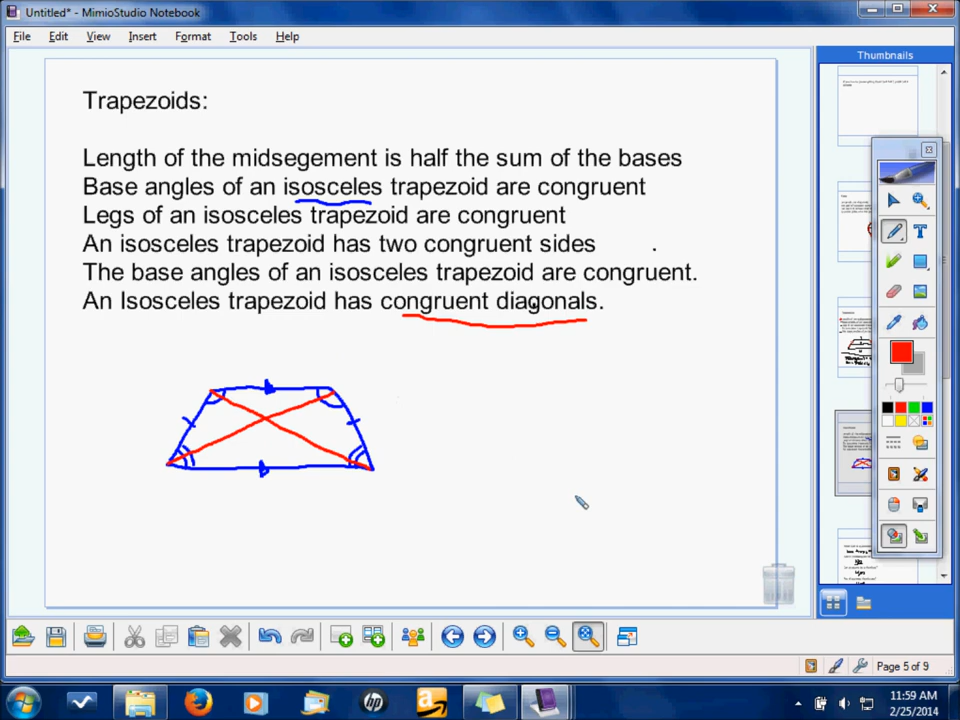 Untitled* - MimioStudio Notebook
File Edit View Insert Format Tools Help
Thumbnails
Trapezoids:
Length of the midsegement is half the sum of the bases
Base angles of an isosceles trapezoid are congruent
Legs of an isosceles trapezoid are congruent
An isosceles trapezoid has two congruent sides .
The base angles of an isosceles trapezoid are congruent.
An Isosceles trapezoid has congruent diagonals.
Page 5 of 9
11:59 AM
2/25/2014